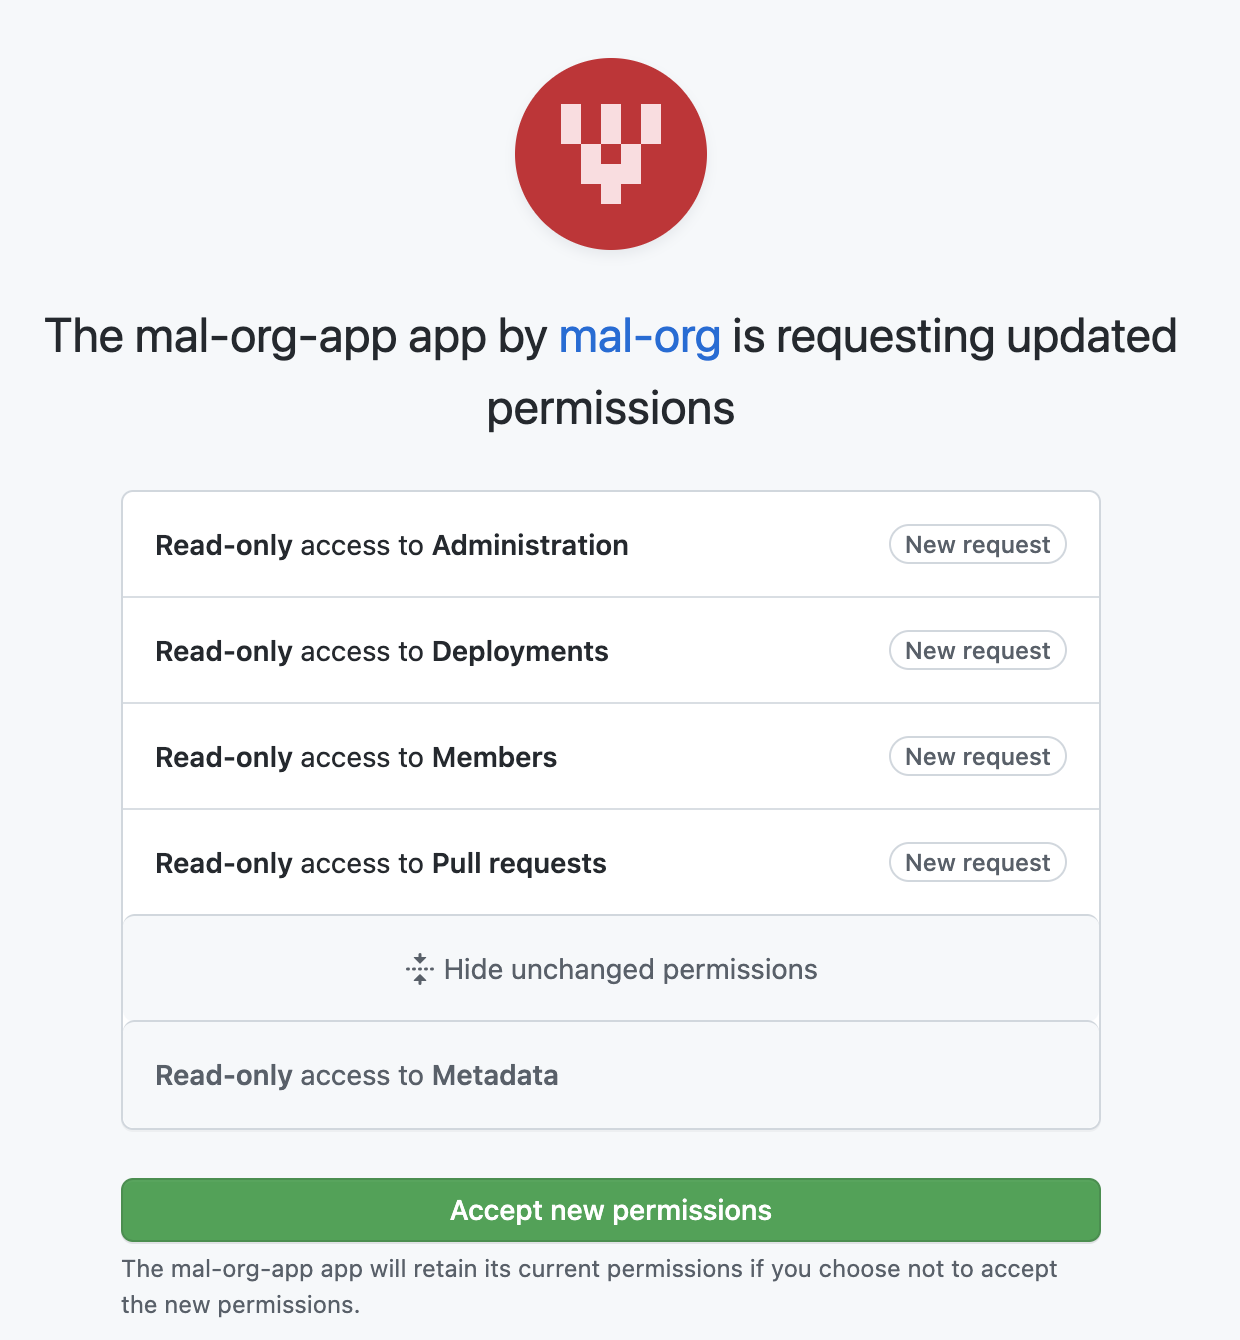 The mal-org-app app by mal-org is requesting updated
permissions
Read-only access to Administration
New request
Read-only access to Deployments
New request
Read-only access to Members
New request
Read-only access to Pull requests
New request
Hide unchanged permissions
Read-only access to Metadata
Accept new permissions
The mal-org-app app will retain its current permissions if you choose not to accept
the new permissions.